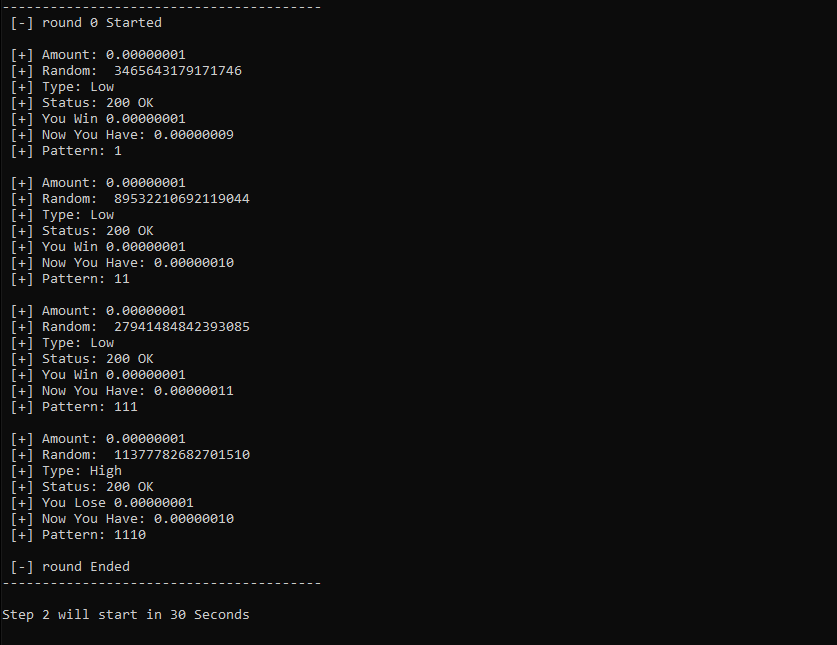 ----------------------------------------
[-] round 0 Started
[+] Amount: 0.00000001
[+] Random:  3465643179171746
[+] Type: Low
[+] Status: 200 OK
[+] You Win 0.00000001
[+] Now You Have: 0.00000009
[+] Pattern: 1
[+] Amount: 0.00000001
[+] Random:  89532210692119044
[+] Type: Low
[+] Status: 200 OK
[+] You Win 0.00000001
[+] Now You Have: 0.00000010
[+] Pattern: 11
[+] Amount: 0.00000001
[+] Random:  27941484842393085
[+] Type: Low
[+] Status: 200 OK
[+] You Win 0.00000001
[+] Now You Have: 0.00000011
[+] Pattern: 111
[+] Amount: 0.00000001
[+] Random:  11377782682701510
[+] Type: High
[+] Status: 200 OK
[+] You Lose 0.00000001
[+] Now You Have: 0.00000010
[+] Pattern: 1110
[-] round Ended
----------------------------------------
Step 2 will start in 30 Seconds